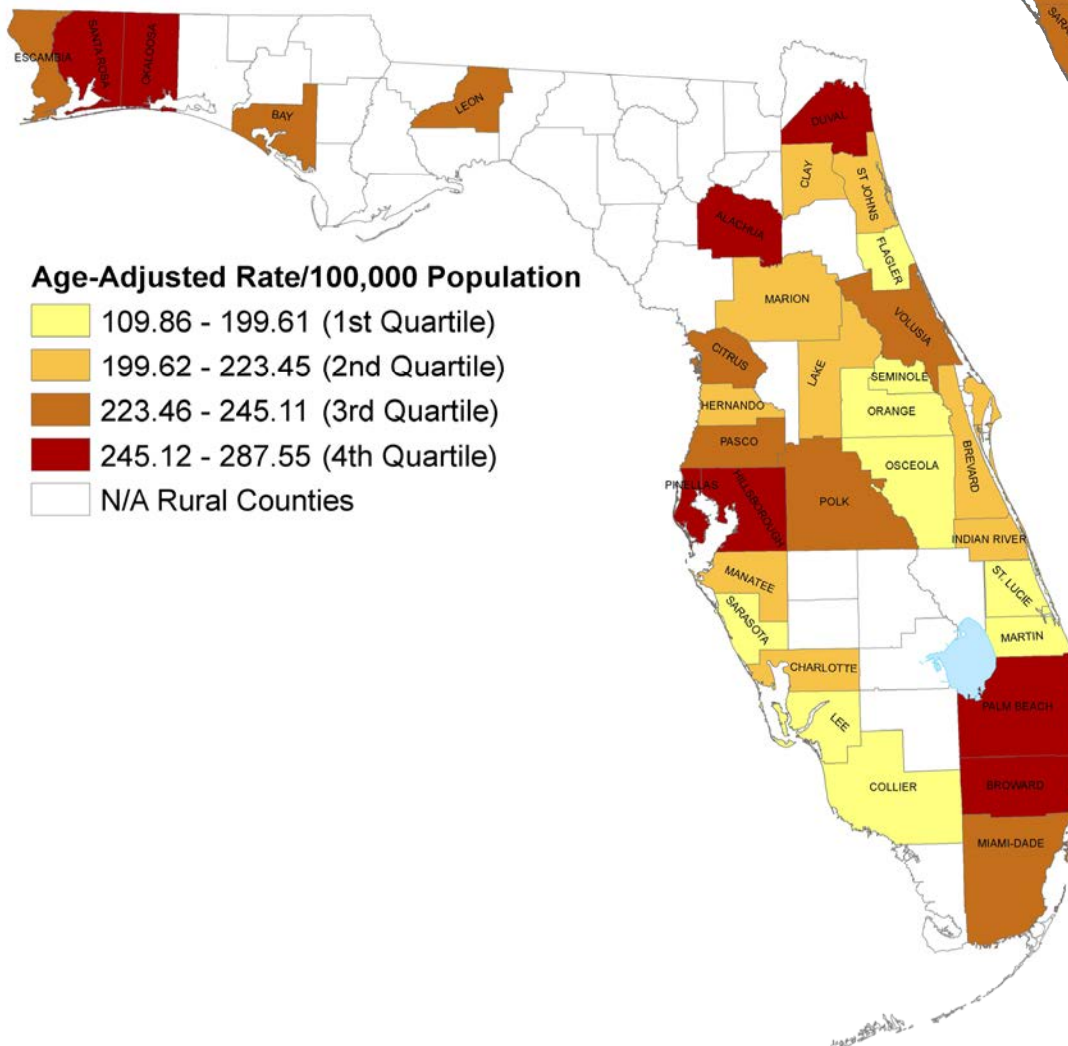 SARA
SANTA ROSA
OKALOOSA
ESCAMBIA
LEON
BAY
DUVAL
CLAY
ST JOHNS
ALACHUA
FLAGLER
Age-Adjusted Rate/100,000 Population
109.86 - 199.61 (1st Quartile)
199.62 - 223.45 (2nd Quartile)
223.46 - 245.11 (3rd Quartile)
245.12 - 287.55 (4th Quartile)
N/A Rural Counties
MARION
VOLUSIA
CITRUS
LAKE
SEMINOLE
HERNANDO
ORANGE
PASCO
OSCEOLA
BREVARD
PINELLAS
HILLSBOROUGH
POLK
INDIAN RIVER
MANATEE
ST. LUCIE
SARASOTA
MARTIN
CHARLOTTE
PALM BEACH
LEE
COLLIER
BROWARD
MIAMI-DADE